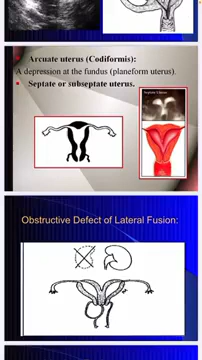 Arcuate uterus (Codiformis):
A depression at the fundus (planeform uterus).
Septate or subseptate uterus.
Septate Uterus
Obstructive Defect of Lateral Fusion: